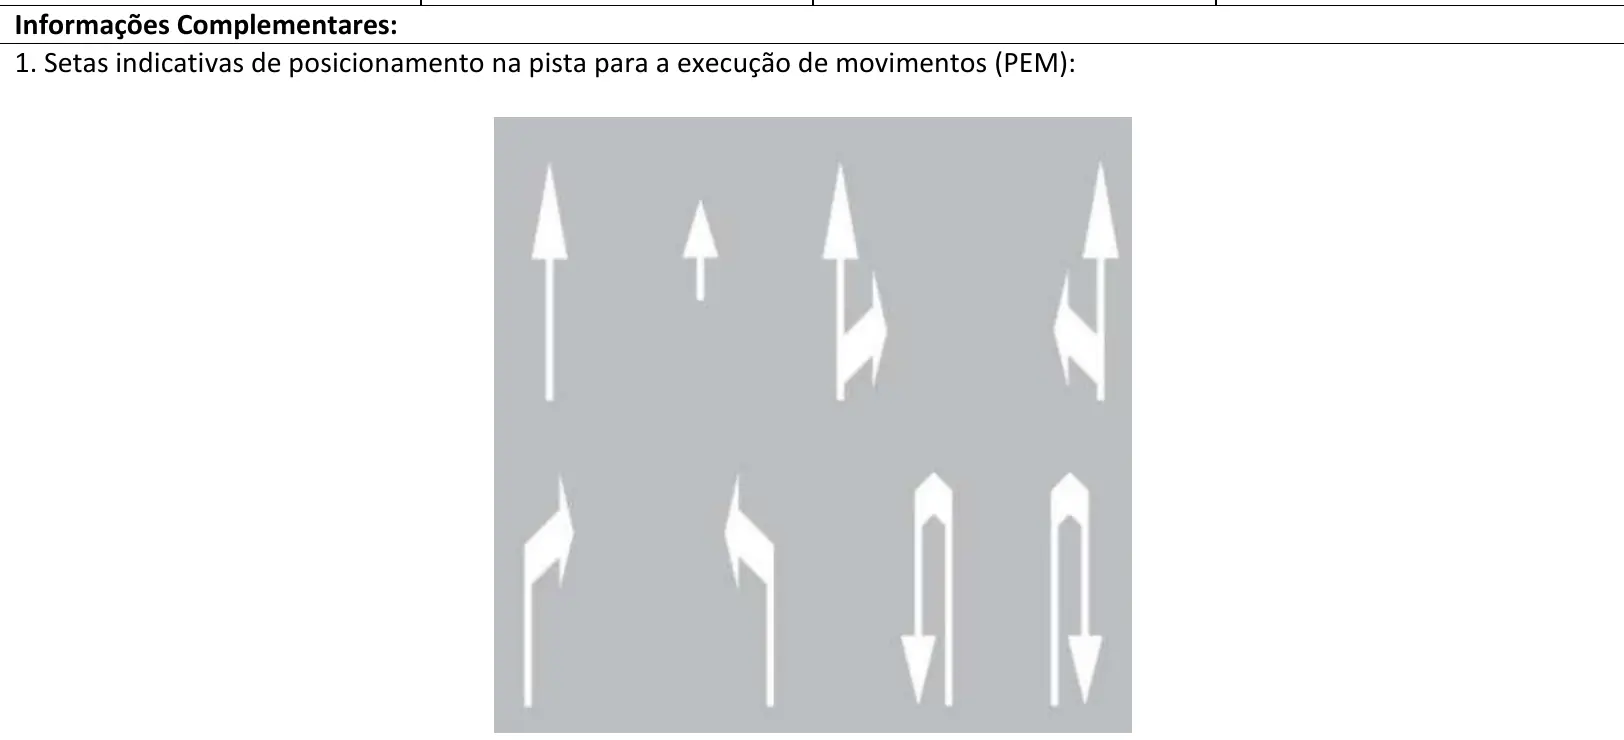 Informações Complementares:
1. Setas indicativas de posicionamento na pista para a execução de movimentos (PEM):